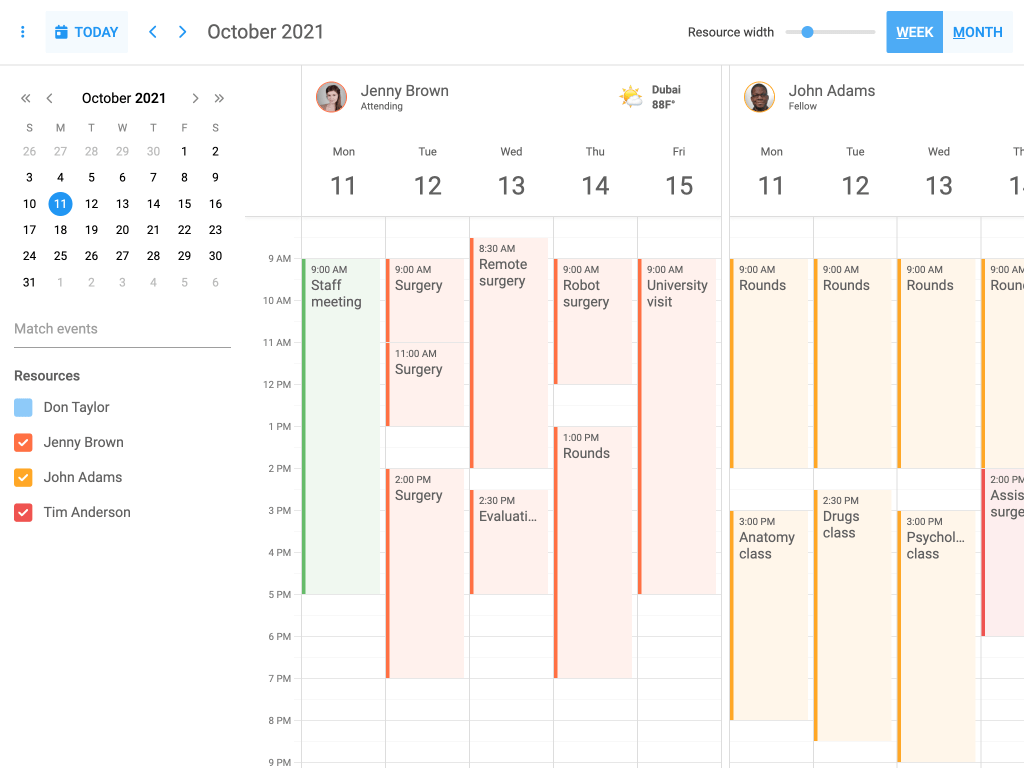 TODAY
October 2021
Resource width
WEEK
MONTH
October 2021
S M T W T F S
26 27 28 29 30 1 2
3 4 5 6 7 8 9
10 11 12 13 14 15 16
17 18 19 20 21 22 23
24 25 26 27 28 29 30
31 1 2 3 4 5 6
Match events
Resources
Don Taylor
Jenny Brown
John Adams
Tim Anderson
Jenny Brown
Attending
Dubai
88F°
John Adams
Fellow
Mon Tue Wed Thu Fri
11 12 13 14 15
Mon Tue Wed
11 12 13
9 AM
10 AM
11 AM
12 PM
1 PM
2 PM
3 PM
4 PM
5 PM
6 PM
7 PM
8 PM
9 PM
9:00 AM
Staff
meeting
9:00 AM
Surgery
11:00 AM
Surgery
2:00 PM
Surgery
8:30 AM
Remote
surgery
2:30 PM
Evaluati...
9:00 AM
Robot
surgery
1:00 PM
Rounds
9:00 AM
University
visit
9:00 AM
Rounds
3:00 PM
Anatomy
class
9:00 AM
Rounds
2:30 PM
Drugs
class
9:00 AM
Rounds
3:00 PM
Psychol...
class
9:00 AM
2:00 PM